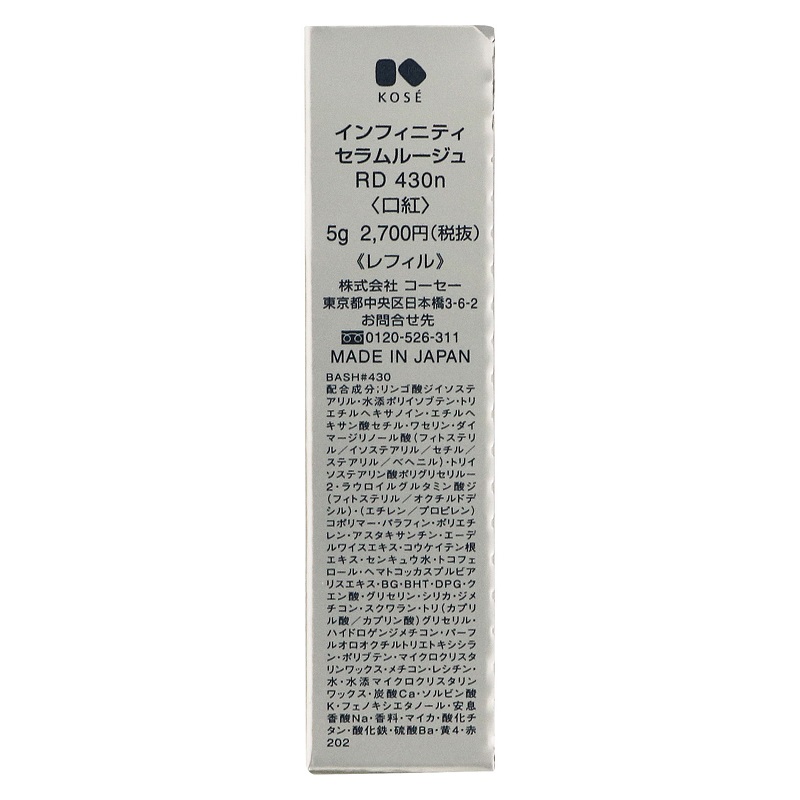 KOSÉ
インフィニティ
セラムルージュ
RD 430n
〈口紅〉
5g 2,700円(税抜)
《レフィル》
株式会社 コーセー
東京都中央区日本橋3-6-2
お問合せ先
0120-526-311
MADE IN JAPAN
BASH#430
配合成分:リンゴ酸ジイソステ
アリル・水添ポリイソブテン・トリ
エチルヘキサノイン・エチルヘ
キサン酸セチル・ワセリン・ダイ
マージリノール酸(フィトステリ
ル/イソステアリル/セチル/
ステアリル/ベヘニル)・トリイ
ソステアリン酸ポリグリセリル-
2・ラウロイルグルタミン酸ジ
(フィトステリル/オクチルドデ
シル)・(エチレン/プロピレン)
コポリマー・パラフィン・ポリエチ
レン・アスタキサンチン・エーデ
ルワイスエキス・コウケイテン根
エキス・センキュウ水・トコフェ
ロール・ヘマトコッカスプルビア
リスエキス・BG・BHT・DPG・ク
エン酸・グリセリン・シリカ・ジメ
チコン・スクワラン・トリ(カプリ
ル酸/カプリン酸)グリセリル・
ハイドロゲンジメチコン・パーフ
ルオロオクチルトリエトキシシラ
ン・ポリブテン・マイクロクリスタ
リンワックス・メチコン・レシチン・
水・水添マイクロクリスタリン
ワックス・炭酸Ca・ソルビン酸
K・フェノキシエタノール・安息
香酸Na・香料・マイカ・酸化チ
タン・酸化鉄・硫酸Ba・黄4・赤
202